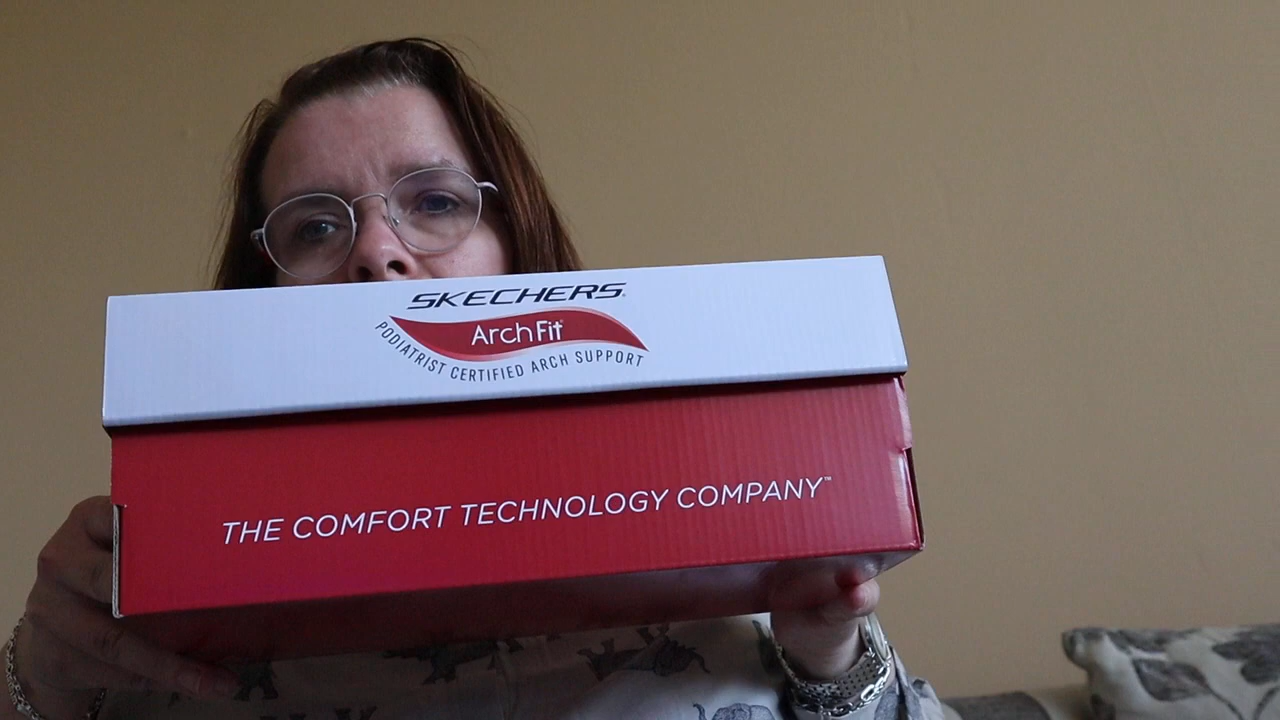 SKECHERS®
ArchFit®
PODIATRIST CERTIFIED ARCH SUPPORT
THE COMFORT TECHNOLOGY COMPANY™